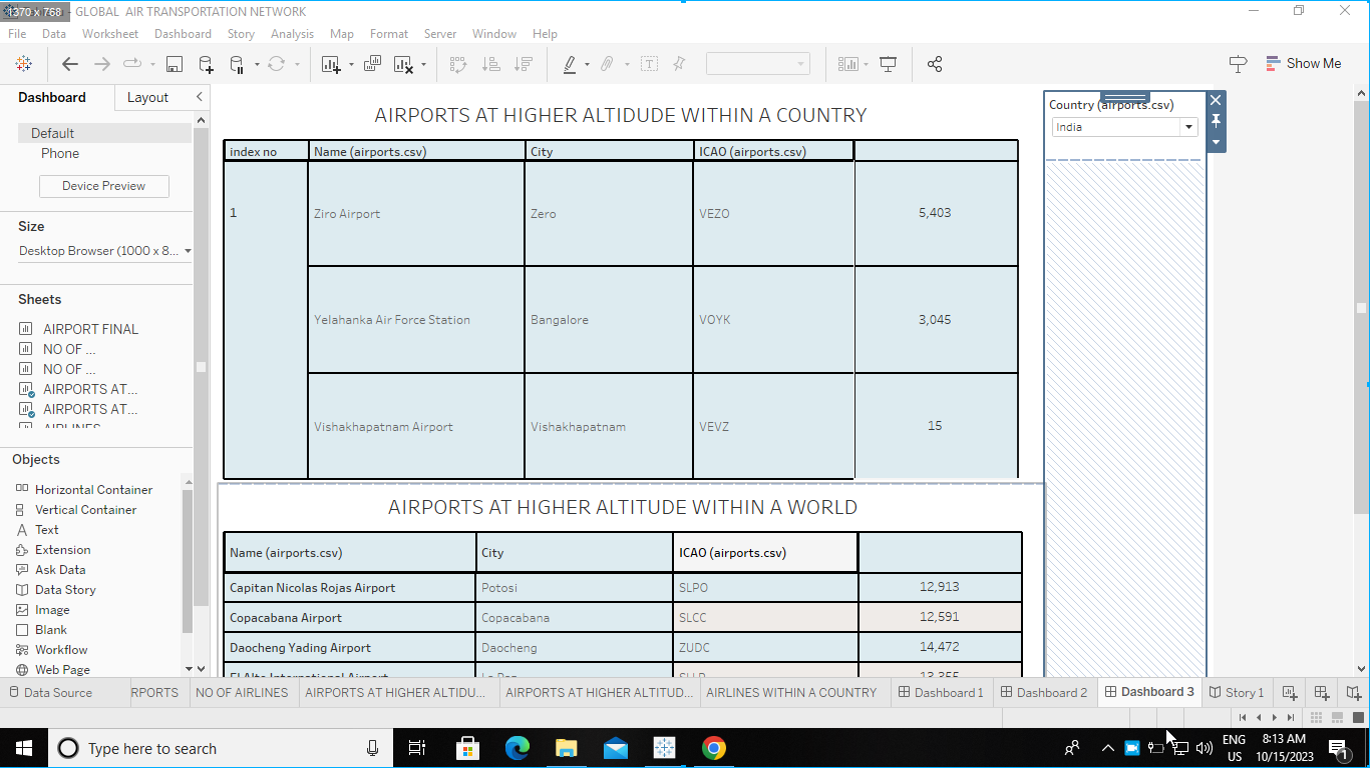 1370 x 768
- GLOBAL AIR TRANSPORTATION NETWORK
File Data Worksheet Dashboard Story Analysis Map Format Server Window Help
Show Me
Dashboard Layout
Default
Phone
Device Preview
Size
Desktop Browser (1000 x 8...
Sheets
AIRPORT FINAL
NO OF ...
NO OF ...
AIRPORTS AT...
AIRPORTS AT...
AIRLINES
Objects
Horizontal Container
Vertical Container
Text
Extension
Ask Data
Data Story
Image
Blank
Workflow
Web Page
AIRPORTS AT HIGHER ALTIDUDE WITHIN A COUNTRY
index no Name (airports.csv) City ICAO (airports.csv)
1 Ziro Airport Zero VEZO 5,403
Yelahanka Air Force Station Bangalore VOYK 3,045
Vishakhapatnam Airport Vishakhapatnam VEVZ 15
Country (airports.csv)
India
AIRPORTS AT HIGHER ALTITUDE WITHIN A WORLD
Name (airports.csv) City ICAO (airports.csv)
Capitan Nicolas Rojas Airport Potosi SLPO 12,913
Copacabana Airport Copacabana SLCC 12,591
Daocheng Yading Airport Daocheng ZUDC 14,472
El Alto International Airport La Paz SLLP 13,355
Data Source RPORTS NO OF AIRLINES AIRPORTS AT HIGHER ALTIDU... AIRPORTS AT HIGHER ALTITUD... AIRLINES WITHIN A COUNTRY Dashboard 1 Dashboard 2 Dashboard 3 Story 1
Type here to search
ENG
US
8:13 AM
10/15/2023
1